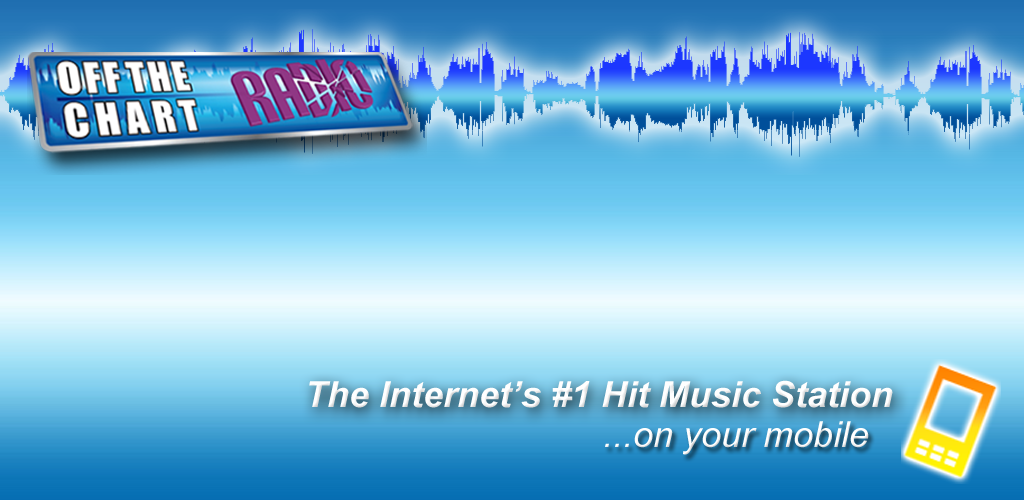 OFF THE
CHART
RADIO
The Internet's #1 Hit Music Station
...on your mobile